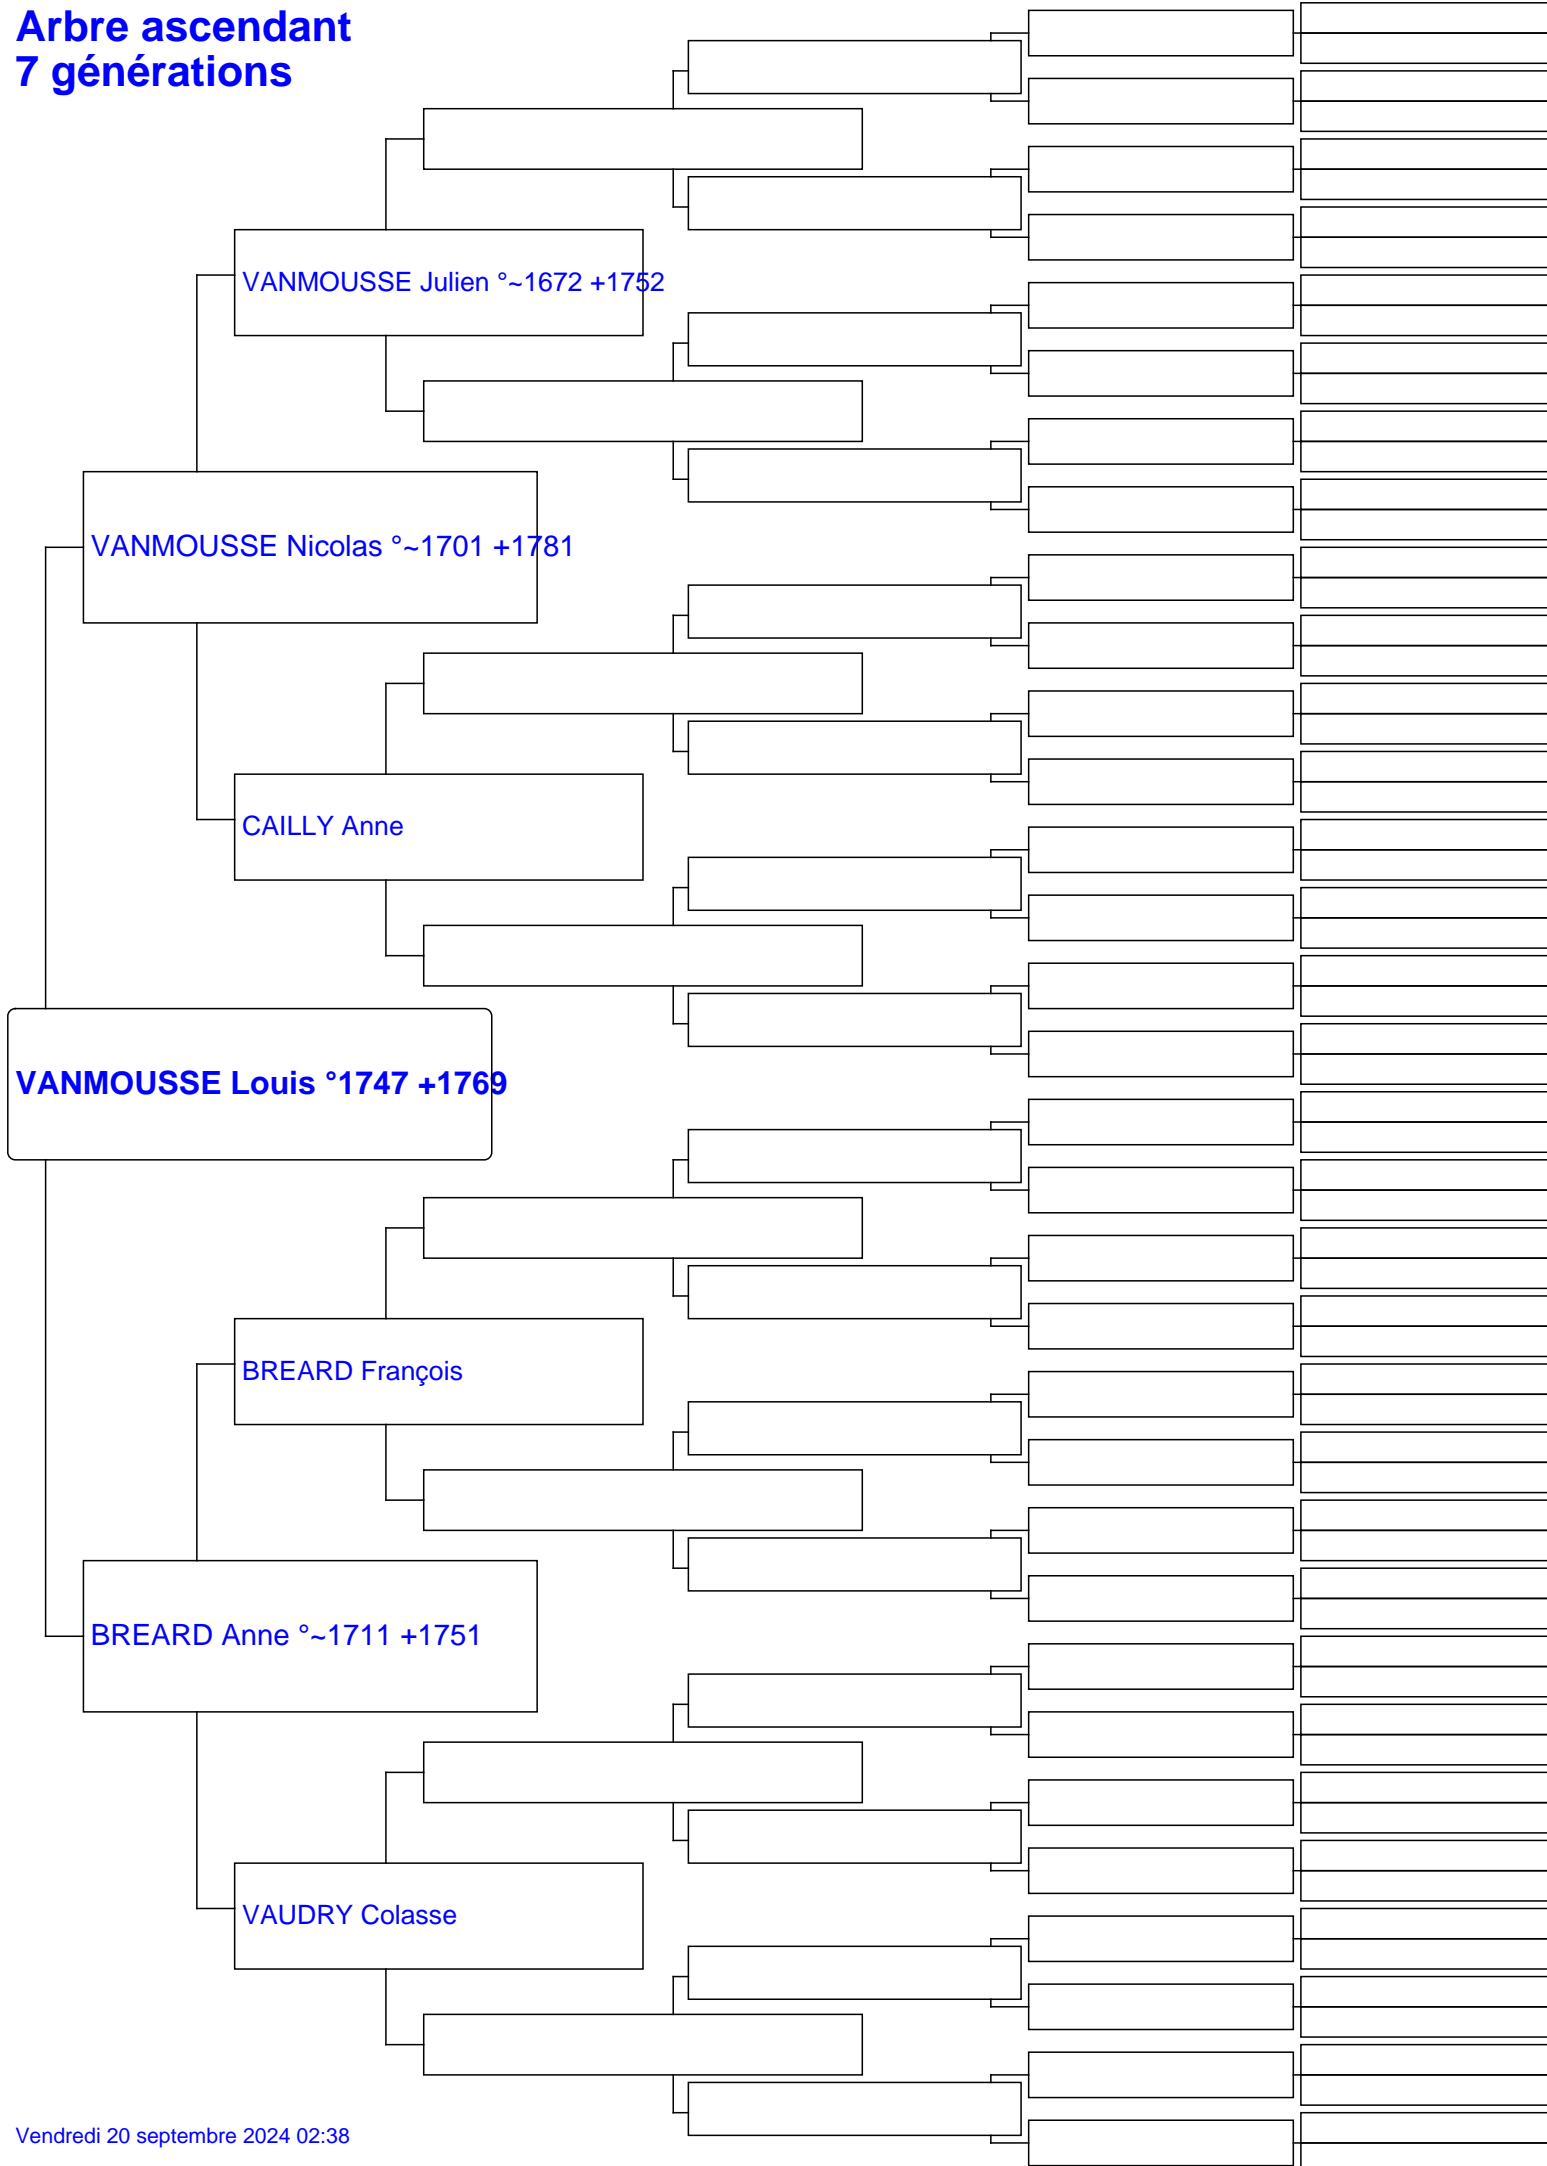 Arbre ascendant
7 générations
VANMOUSSE Julien °~1672 +1752
VANMOUSSE Nicolas °~1701 +1781
CAILLY Anne
VANMOUSSE Louis °1747 +1769
BREARD François
BREARD Anne °~1711 +1751
VAUDRY Colasse
Vendredi 20 septembre 2024 02:38